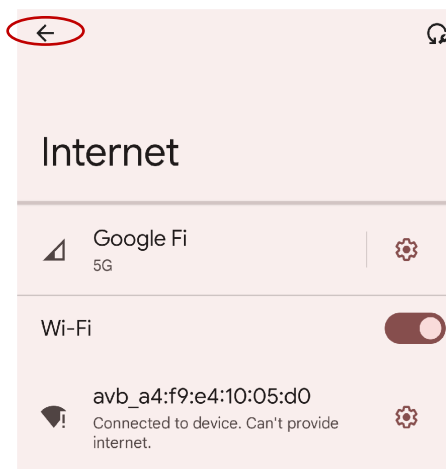 Internet
Google Fi
5G
Wi-Fi
avb_a4:f9:e4:10:05:d0
Connected to device. Can't provide
internet.